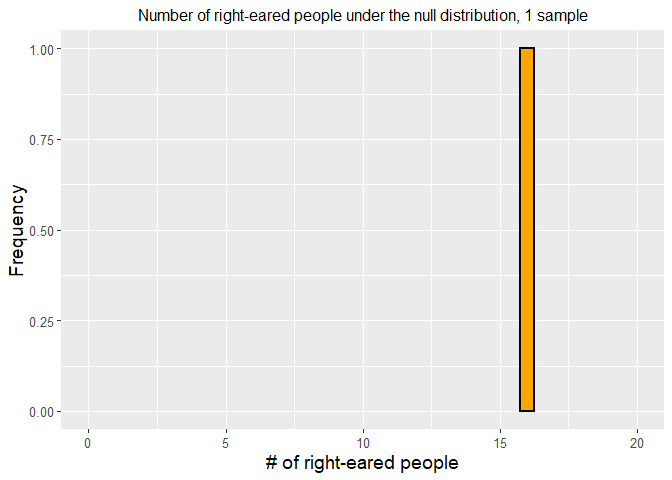 Number of right-eared people under the null distribution, 1 sample
1.00
0.75
0.50
0.25
0.00
Frequency
0 5 10 15 20
# of right-eared people